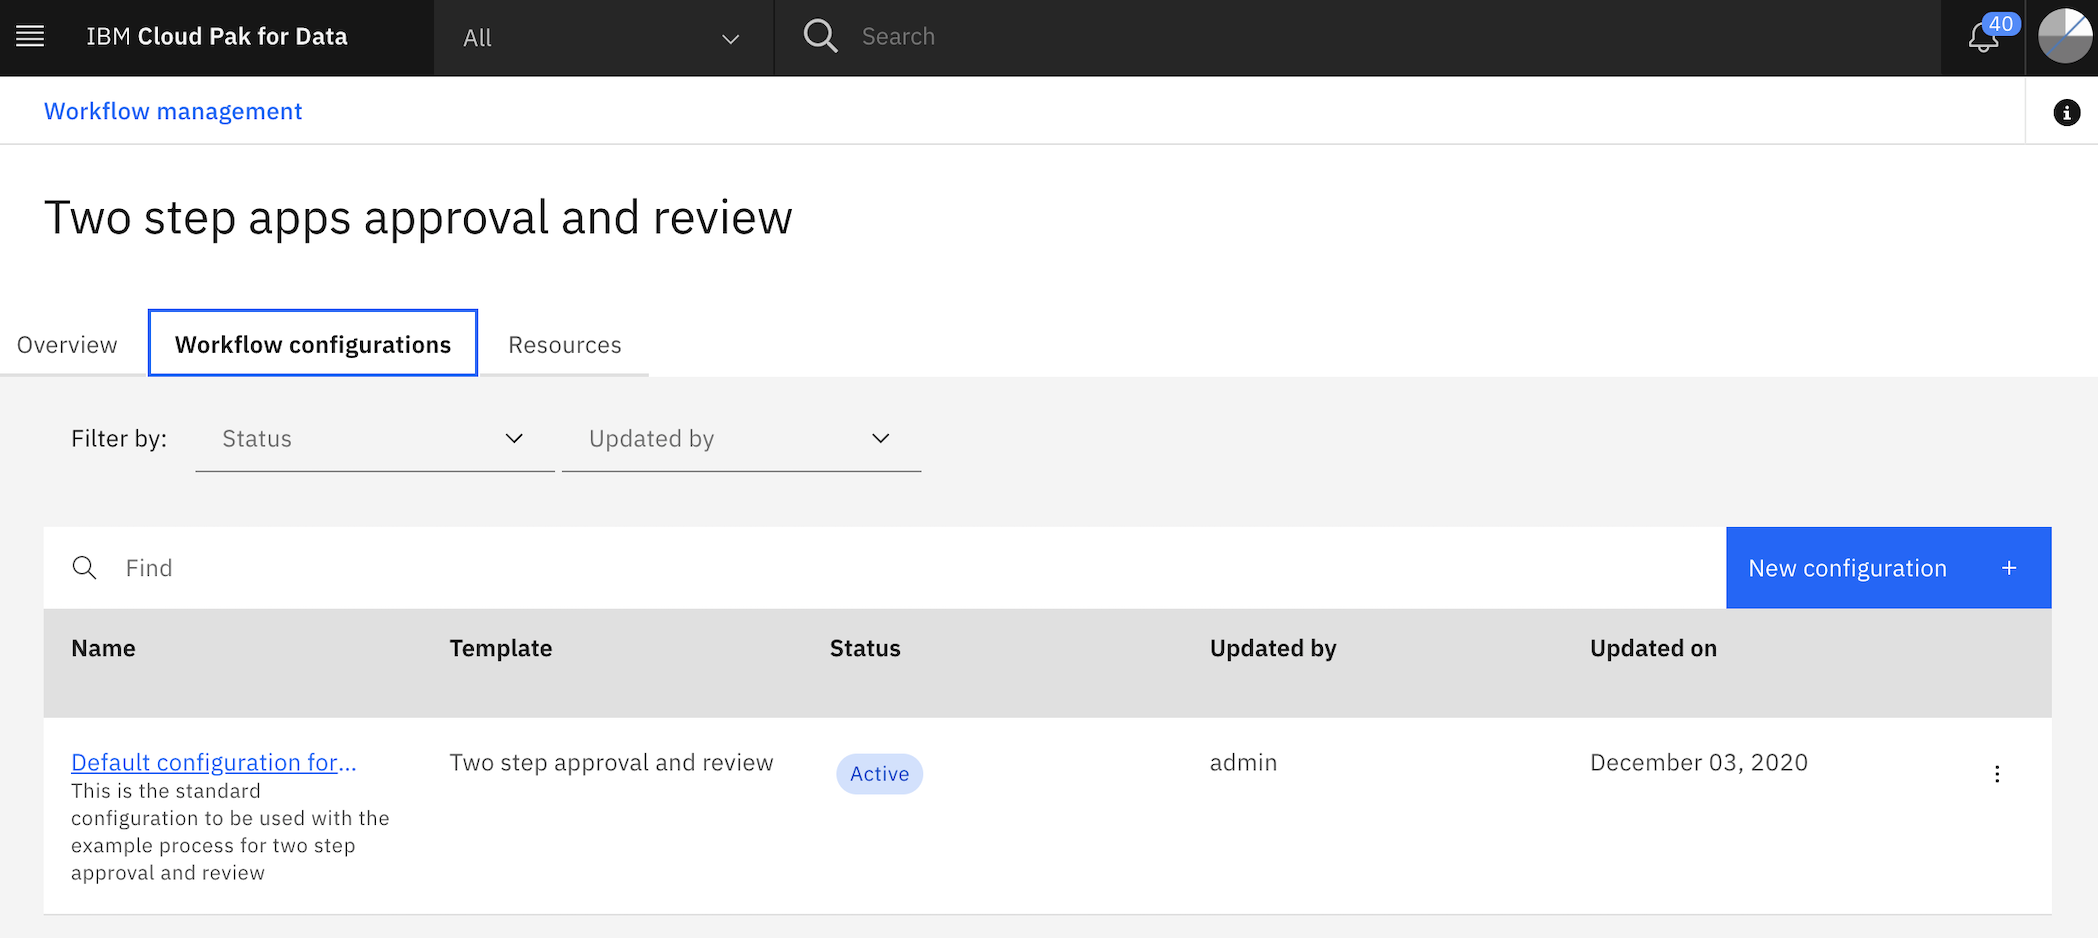 IBM Cloud Pak for Data
All
Search
40
Workflow management
Two step apps approval and review
Overview
Workflow configurations
Resources
Filter by:
Status
Updated by
Find
New configuration +
Name
Template
Status
Updated by
Updated on
Default configuration for...
This is the standard
configuration to be used with the
example process for two step
approval and review
Two step approval and review
Active
admin
December 03, 2020